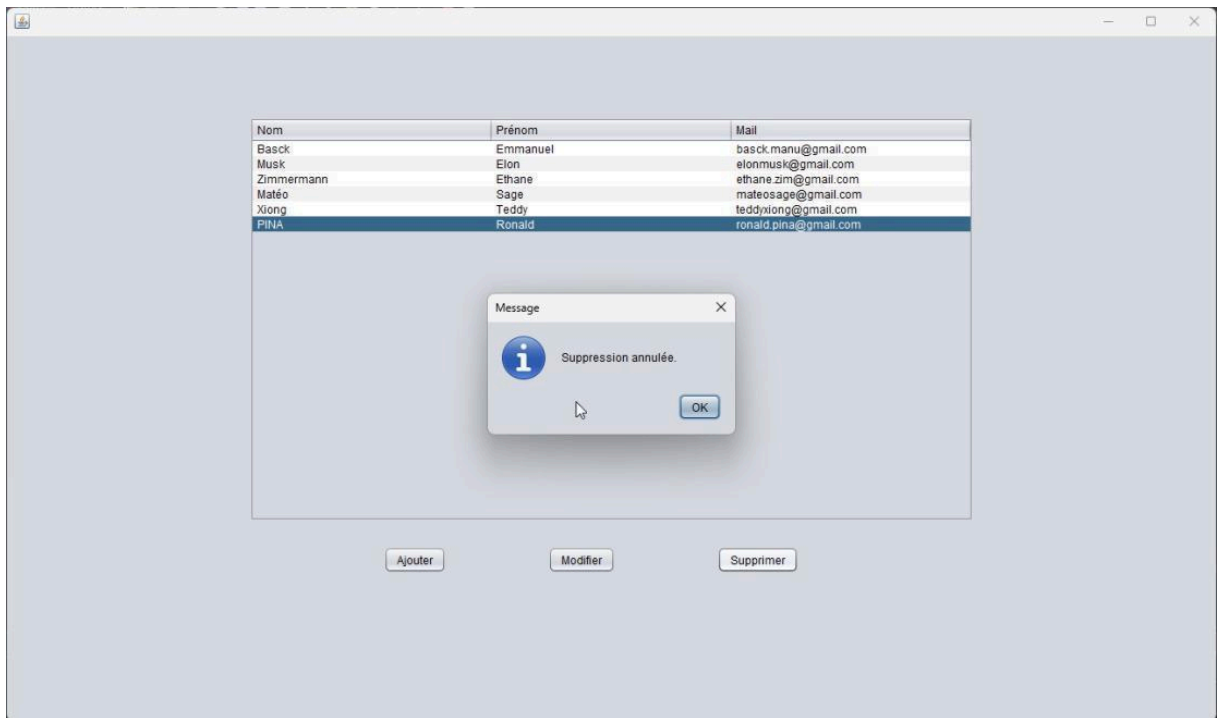 Nom Prénom Mail
Basck Emmanuel basck.manu@gmail.com
Musk Elon elonmusk@gmail.com
Zimmermann Ethane ethane.zim@gmail.com
Matéo Sage mateosage@gmail.com
Xiong Teddy teddyxiong@gmail.com
PINA Ronald ronald.pina@gmail.com
Message
Suppression annulée.
OK
Ajouter Modifier Supprimer